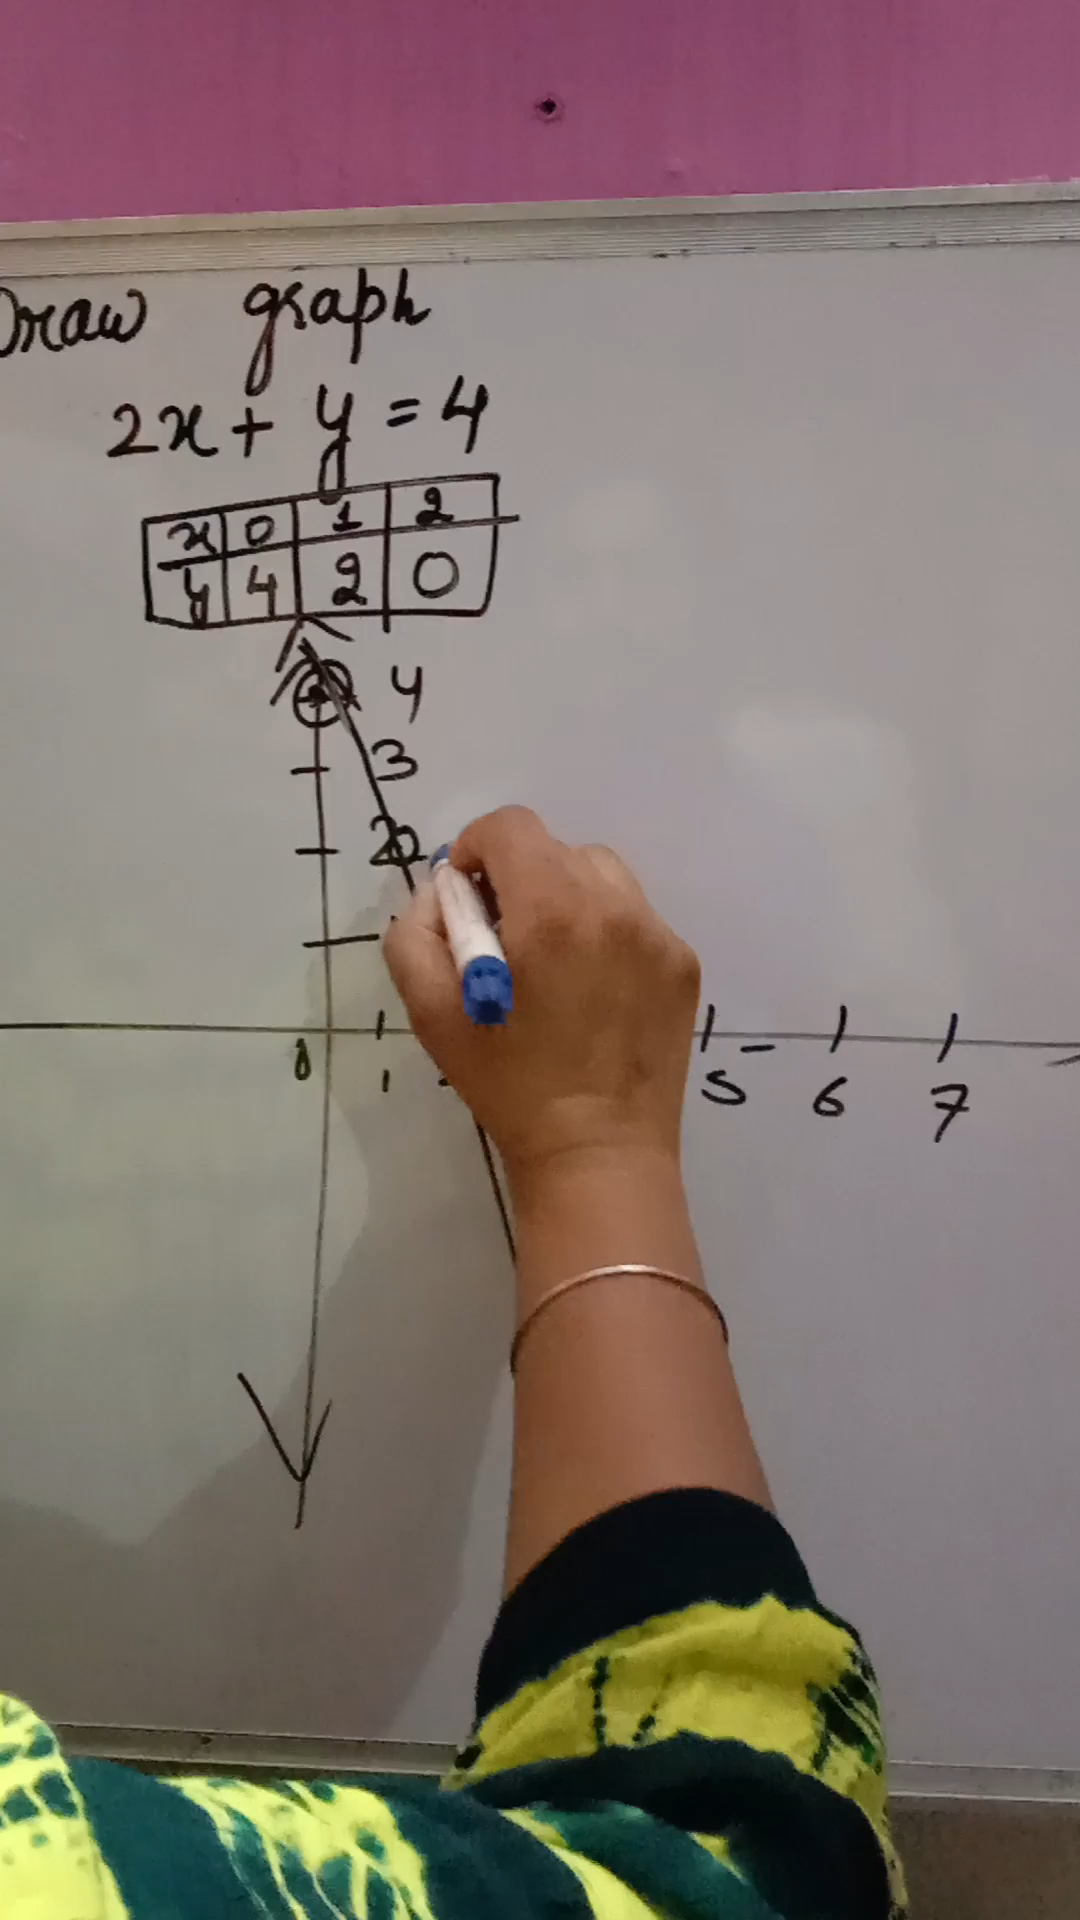 Draw graph
2x + y = 4
x 0 1 2
y 4 2 0
4
3
2
0 1 5 6 7